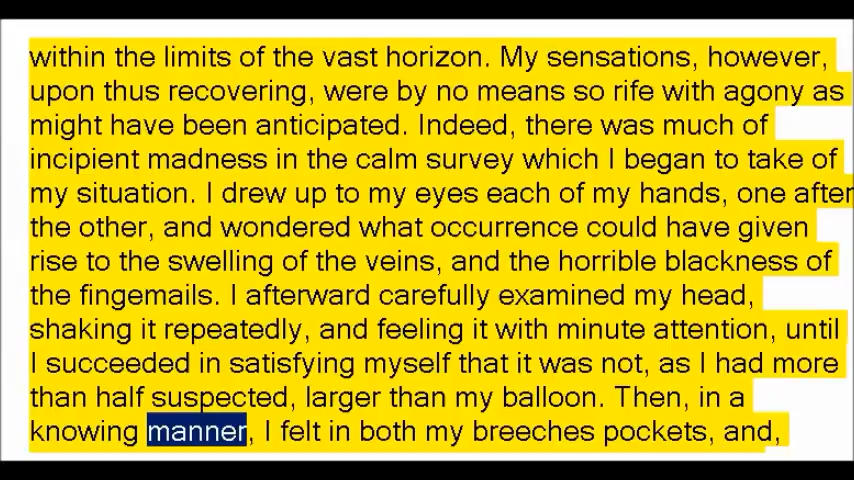 within the limits of the vast horizon. My sensations, however,
upon thus recovering, were by no means so rife with agony as
might have been anticipated. Indeed, there was much of
incipient madness in the calm survey which I began to take of
my situation. I drew up to my eyes each of my hands, one after
the other, and wondered what occurrence could have given
rise to the swelling of the veins, and the horrible blackness of
the fingemails. I afterward carefully examined my head,
shaking it repeatedly, and feeling it with minute attention, until
I succeeded in satisfying myself that it was not, as I had more
than half suspected, larger than my balloon. Then, in a
knowing manner, I felt in both my breeches pockets, and,